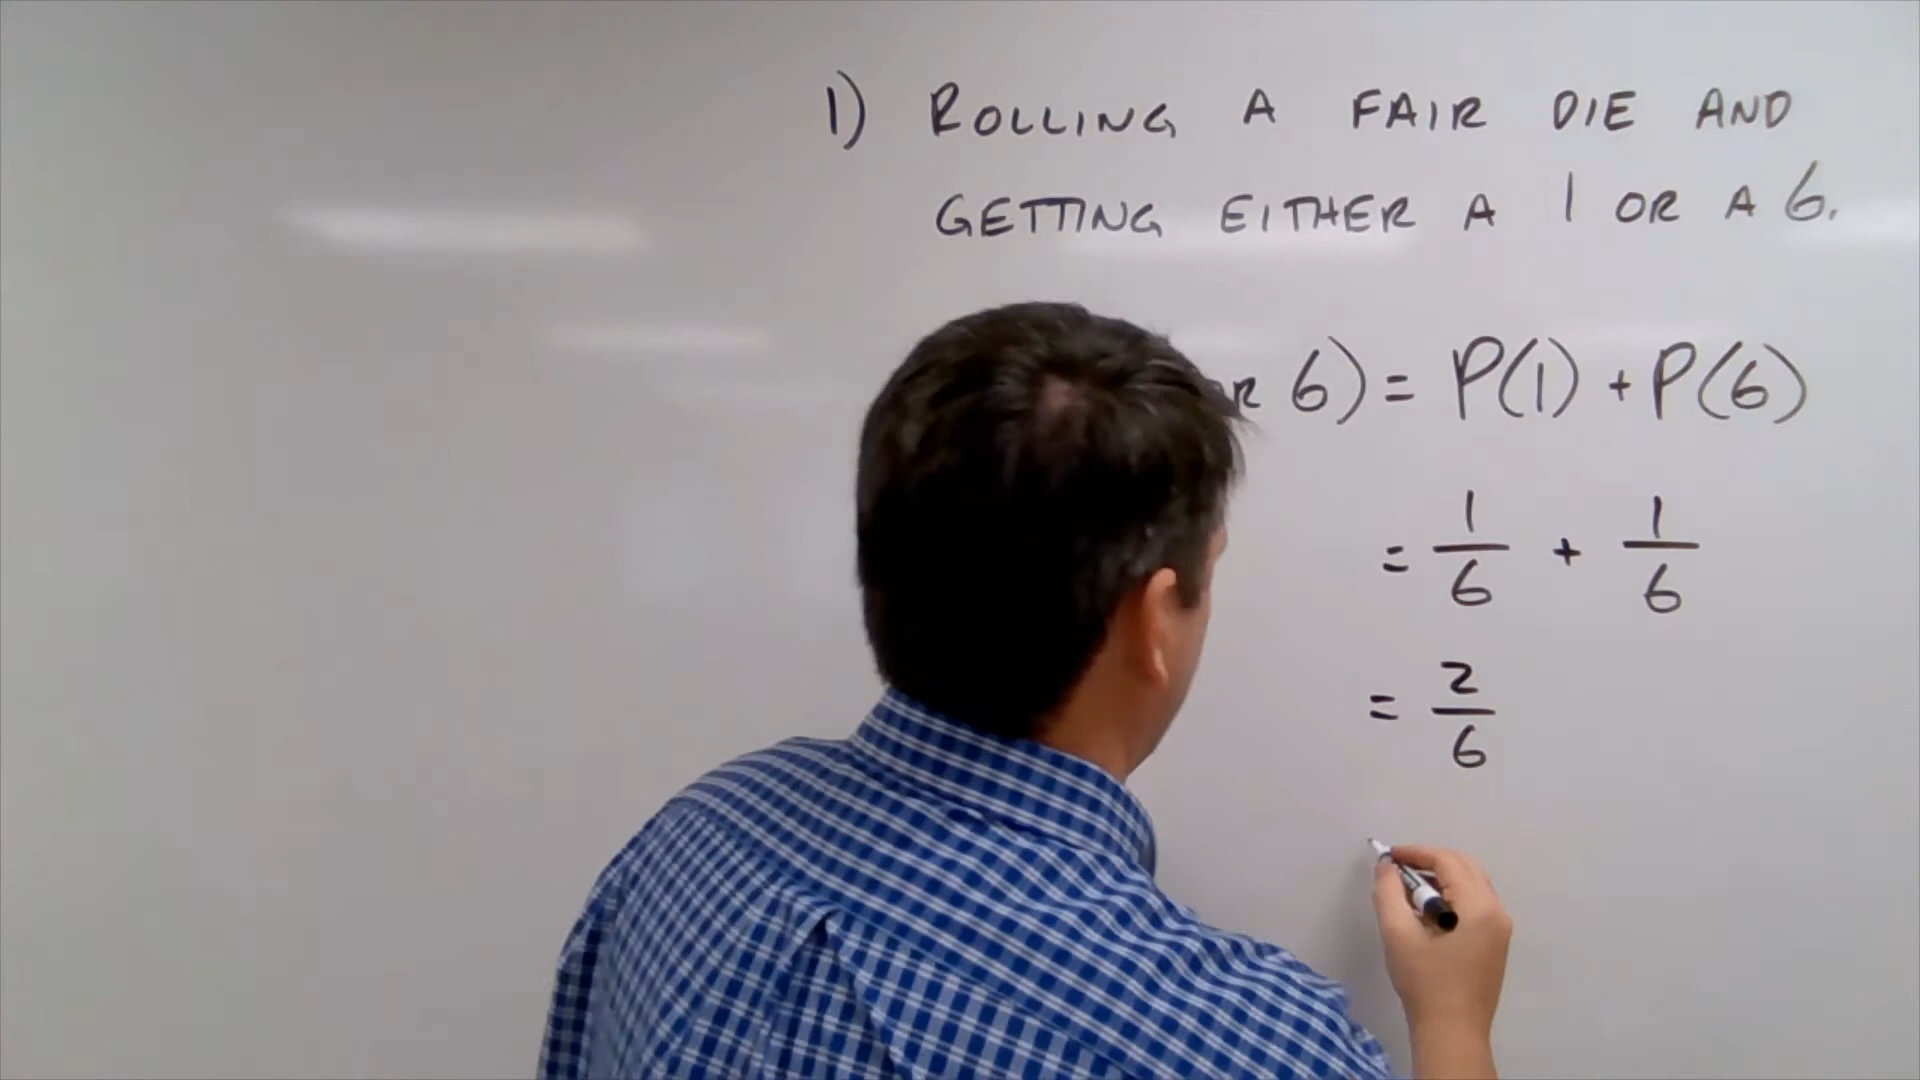 1) ROLLING A FAIR DIE AND
GETTING EITHER A 1 OR A 6.
6) = P(1) + P(6)
= 1/6 + 1/6
= 2/6